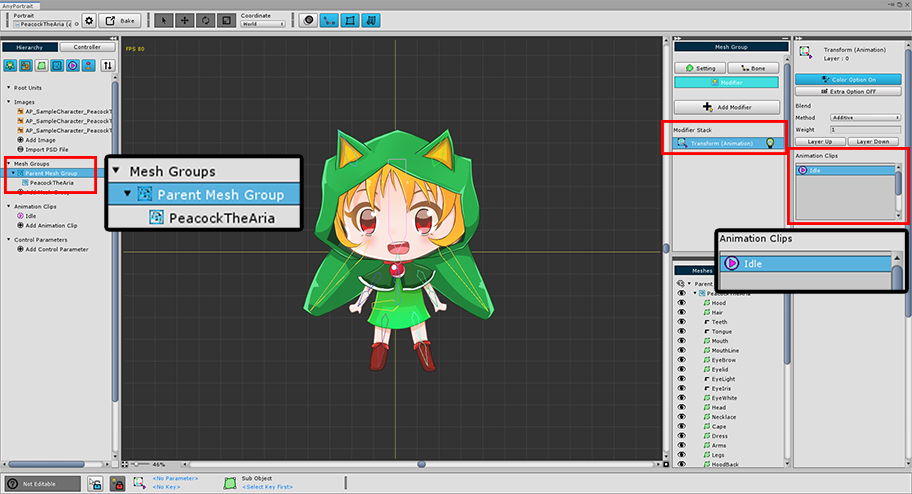 AnyPortrait
Portrait
PeacockTheAria (a
Bake
Coordinate
World
Hierarchy
Controller
Root Units
Images
AP_SampleCharacter_PeacockT
AP_SampleCharacter_PeacockT
AP_SampleCharacter_PeacockT
Add Image
Import PSD File
Mesh Groups
Parent Mesh Group
PeacockTheAria
Animation Clips
Idle
Add Animation Clip
Control Parameters
Add Control Parameter
FPS 80
Mesh Groups
Parent Mesh Group
PeacockTheAria
46%
Mesh Group
Setting
Bone
Modifier
Add Modifier
Modifier Stack
Transform (Animation)
Transform (Animation)
Layer : 0
Color Option On
Extra Option OFF
Blend
Method
Additive
Weight
1
Layer Up
Layer Down
Animation Clips
Idle
Animation Clips
Idle
Meshes
Parent
PeacockTheAria
Hood
Hair
Teeth
Tongue
Mouth
MouthLine
EyeBrow
Eyelid
EyeLight
EyeIris
EyeWhite
Head
Necklace
Cape
Dress
Arms
Legs
HoodBack
Not Editable
<No Parameter>
<No Key>
Sub Object
<Select Key First>